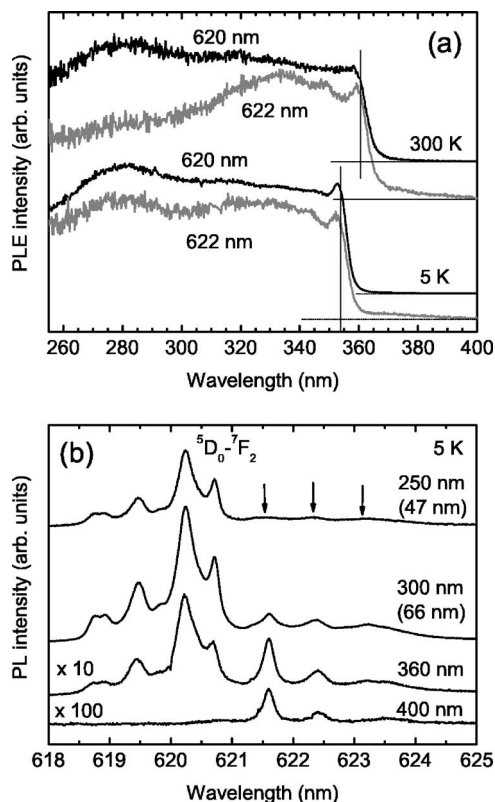 (a)
620 nm
622 nm
300 K
620 nm
622 nm
5 K
PLE intensity (arb. units)
260 280 300 320 340 360 380 400
Wavelength (nm)
(b)
⁵D₀-⁷F₂
5 K
250 nm
(47 nm)
300 nm
(66 nm)
x 10
360 nm
x 100
400 nm
PL intensity (arb. units)
618 619 620 621 622 623 624 625
Wavelength (nm)